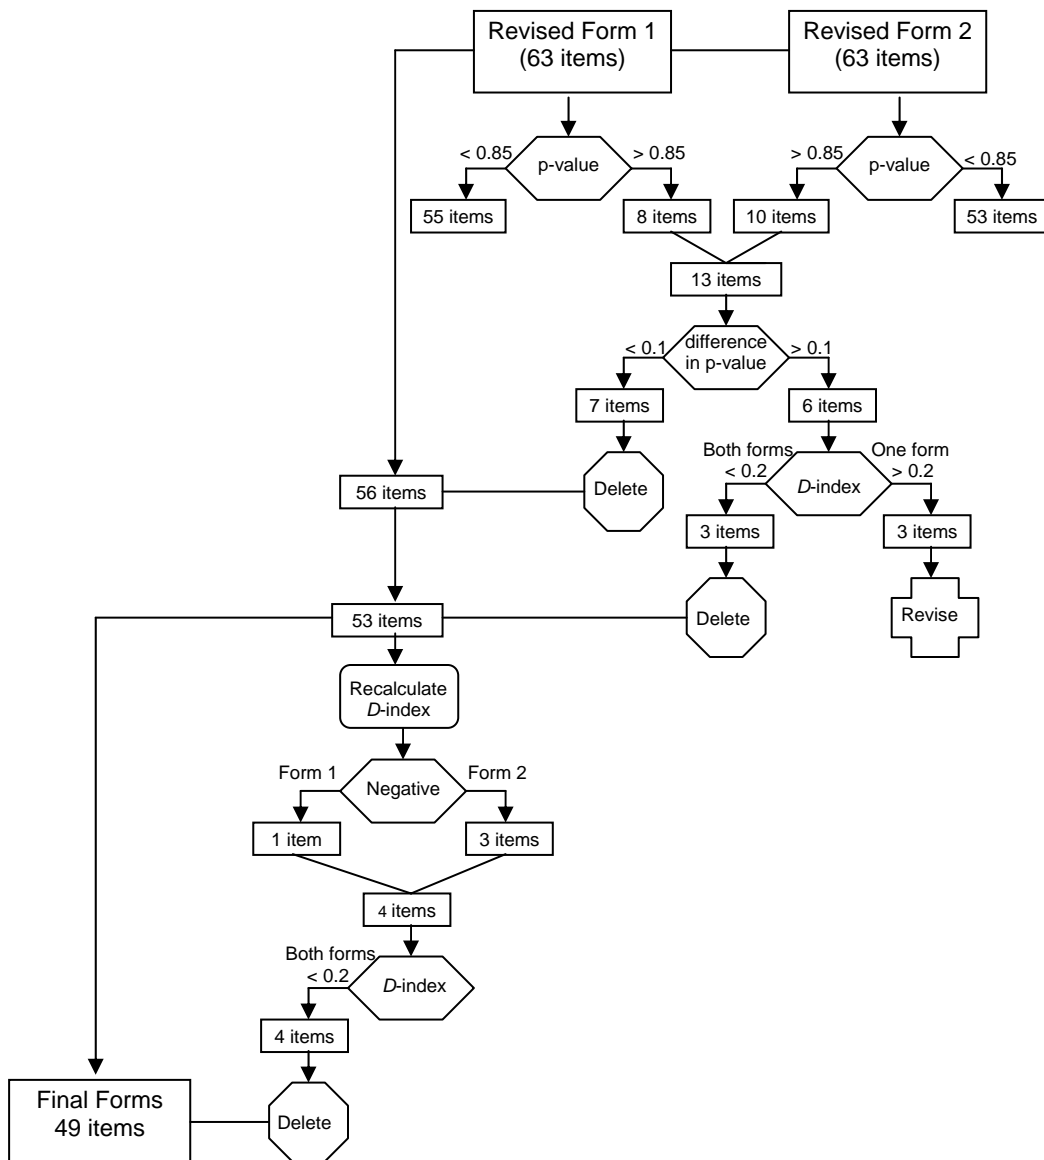 Revised Form 1
(63 items)
Revised Form 2
(63 items)
< 0.85
p-value
> 0.85
> 0.85
p-value
< 0.85
55 items
8 items
10 items
53 items
13 items
< 0.1
difference
in p-value
> 0.1
7 items
6 items
Both forms
< 0.2
D-index
One form
> 0.2
56 items
Delete
3 items
3 items
53 items
Delete
Revise
Recalculate
D-index
Form 1
Negative
Form 2
1 item
3 items
4 items
Both forms
< 0.2
D-index
4 items
Final Forms
49 items
Delete